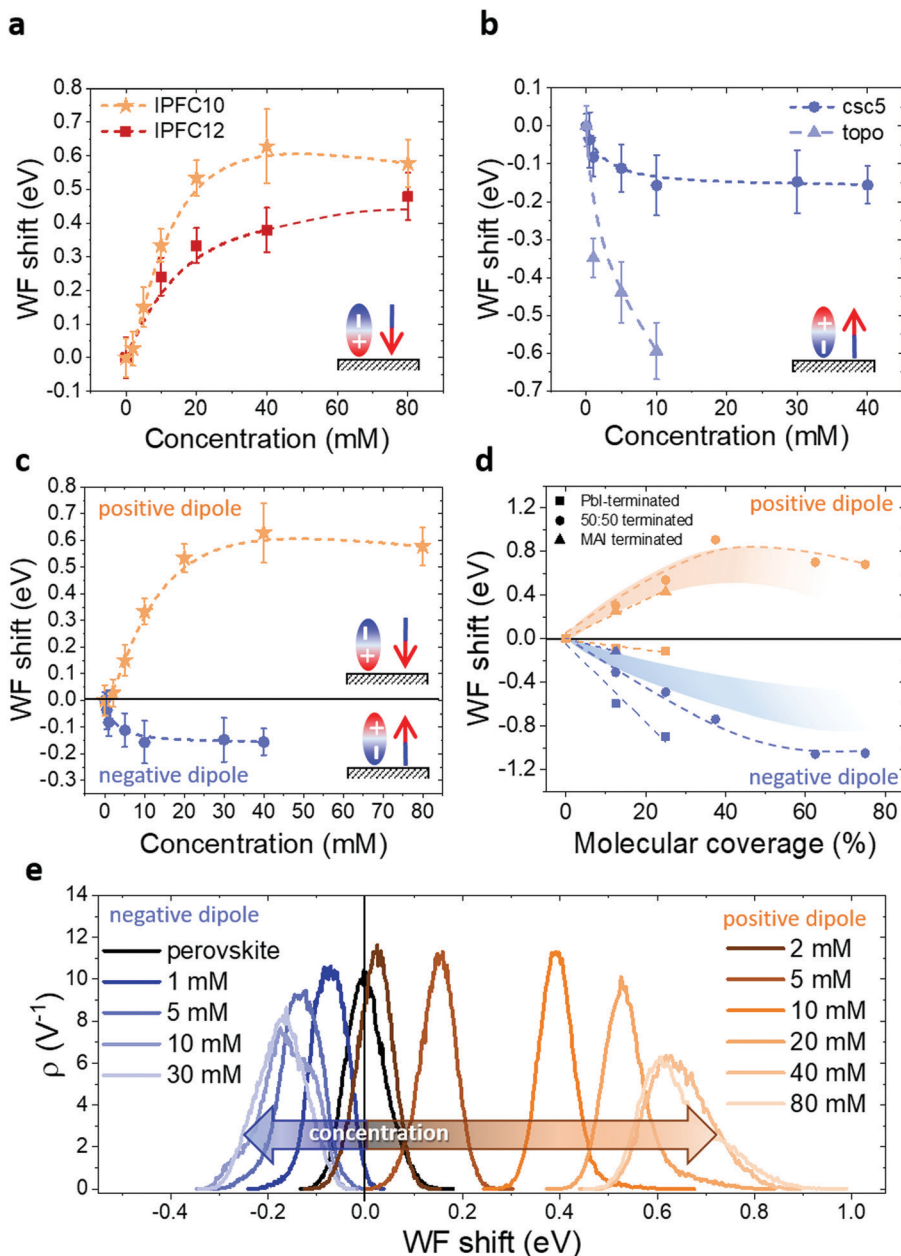 a
0.8
0.7
0.6
0.5
0.4
0.3
0.2
0.1
0.0
-0.1
WF shift (eV)
IPFC10
IPFC12
−
+
0 20 40 60 80
Concentration (mM)
b
0.1
0.0
-0.1
-0.2
-0.3
-0.4
-0.5
-0.6
-0.7
WF shift (eV)
csc5
topo
+
−
0 10 20 30 40
Concentration (mM)
c
0.8
0.7
0.6
0.5
0.4
0.3
0.2
0.1
0.0
-0.1
-0.2
-0.3
WF shift (eV)
positive dipole
−
+
+
−
negative dipole
0 10 20 30 40 50 60 70 80
Concentration (mM)
d
1.2
0.8
0.4
0.0
-0.4
-0.8
-1.2
WF shift (eV)
PbI-terminated
50:50 terminated
MAI terminated
positive dipole
negative dipole
0 20 40 60 80
Molecular coverage (%)
e
14
12
10
8
6
4
2
0
ρ (V⁻¹)
negative dipole
perovskite
1 mM
5 mM
10 mM
30 mM
positive dipole
2 mM
5 mM
10 mM
20 mM
40 mM
80 mM
concentration
-0.4 -0.2 0.0 0.2 0.4 0.6 0.8 1.0
WF shift (eV)